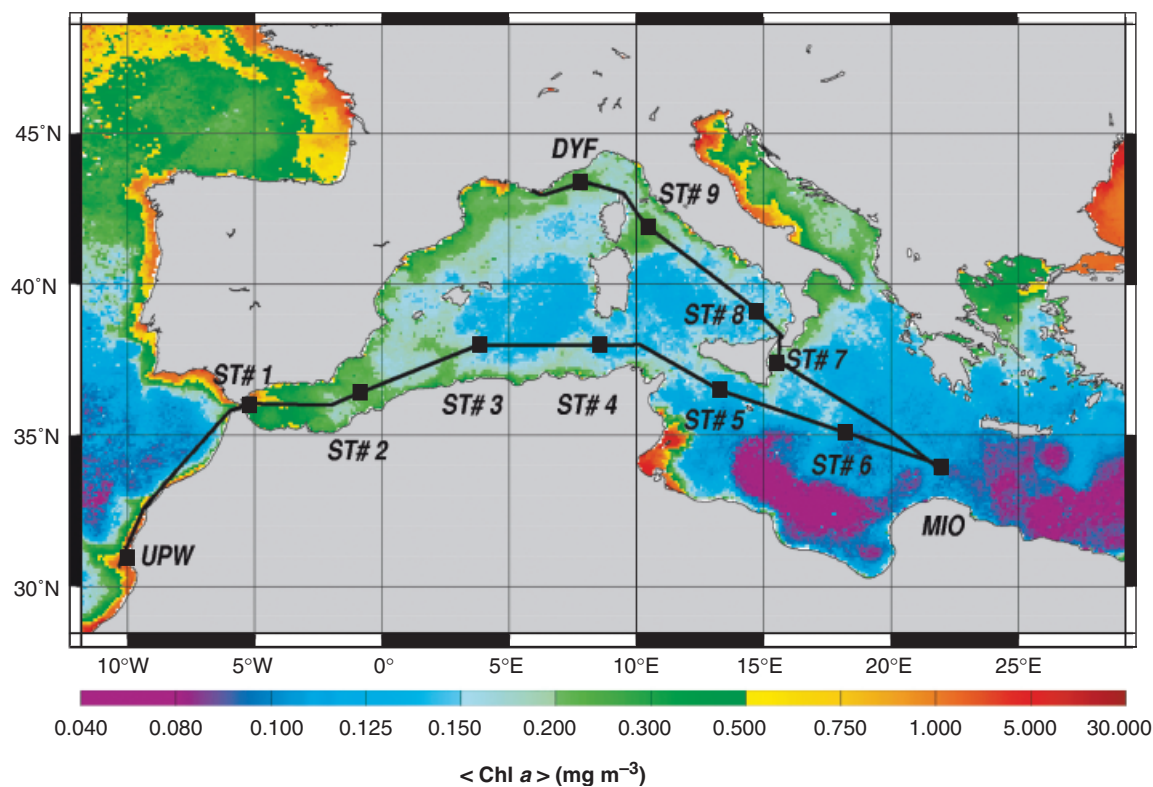 45°N
40°N
35°N
30°N
DYF
ST# 9
ST# 8
ST# 7
ST# 1
ST# 3
ST# 4
ST# 5
ST# 2
ST# 6
MIO
UPW
10°W
5°W
0°
5°E
10°E
15°E
20°E
25°E
0.040 0.080 0.100 0.125 0.150 0.200 0.300 0.500 0.750 1.000 5.000 30.000
< Chl a > (mg m⁻³)